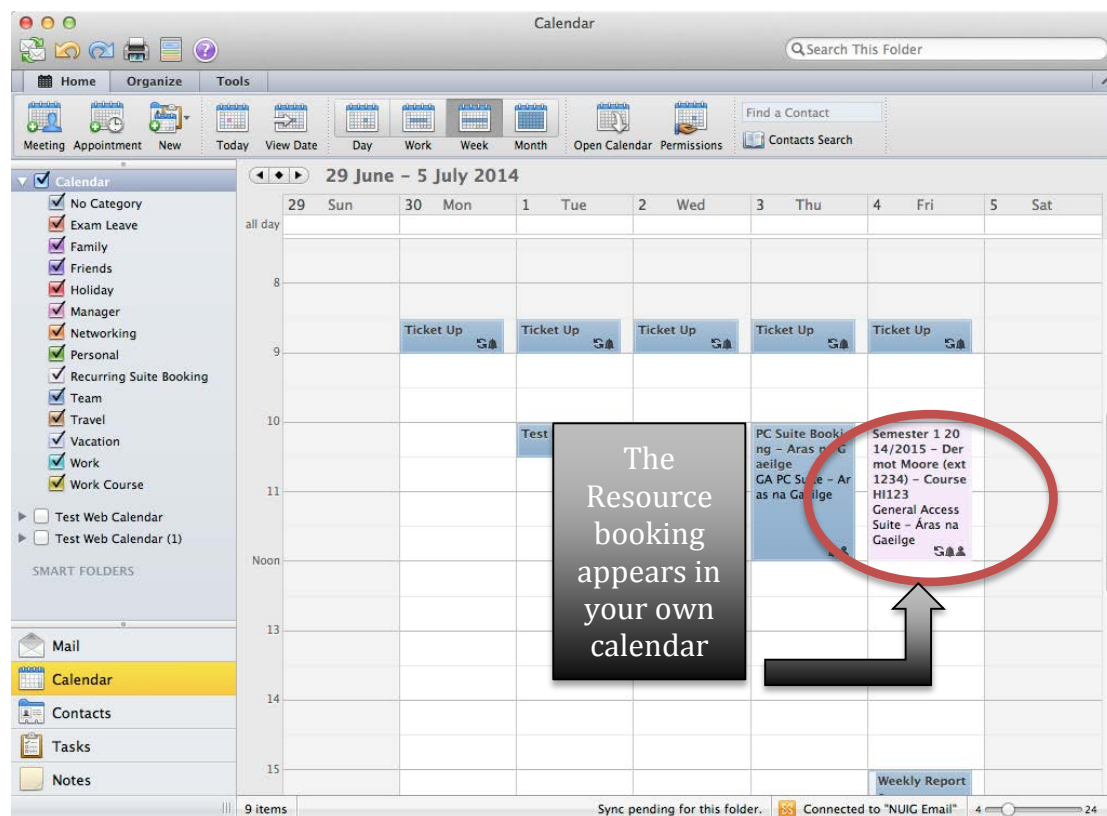 Calendar
Search This Folder
Home Organize Tools
Meeting Appointment New Today View Date Day Work Week Month Open Calendar Permissions
Find a Contact
Contacts Search
Calendar
No Category
Exam Leave
Family
Friends
Holiday
Manager
Networking
Personal
Recurring Suite Booking
Team
Travel
Vacation
Work
Work Course
Test Web Calendar
Test Web Calendar (1)
SMART FOLDERS
Mail
Calendar
Contacts
Tasks
Notes
29 June – 5 July 2014
29 Sun 30 Mon 1 Tue 2 Wed 3 Thu 4 Fri 5 Sat
all day
8
9
10
11
Noon
13
14
15
Ticket Up
Ticket Up
Ticket Up
Ticket Up
Ticket Up
Test
The
Resource
booking
appears in
your own
calendar
PC Suite Booki
ng – Aras na G
aeilge
GA PC Suite – Ar
as na Gaeilge
Semester 1 20
14/2015 – Der
mot Moore (ext
1234) – Course
HI123
General Access
Suite – Áras na
Gaeilge
Weekly Report
9 items
Sync pending for this folder.
Connected to "NUIG Email"
4
24